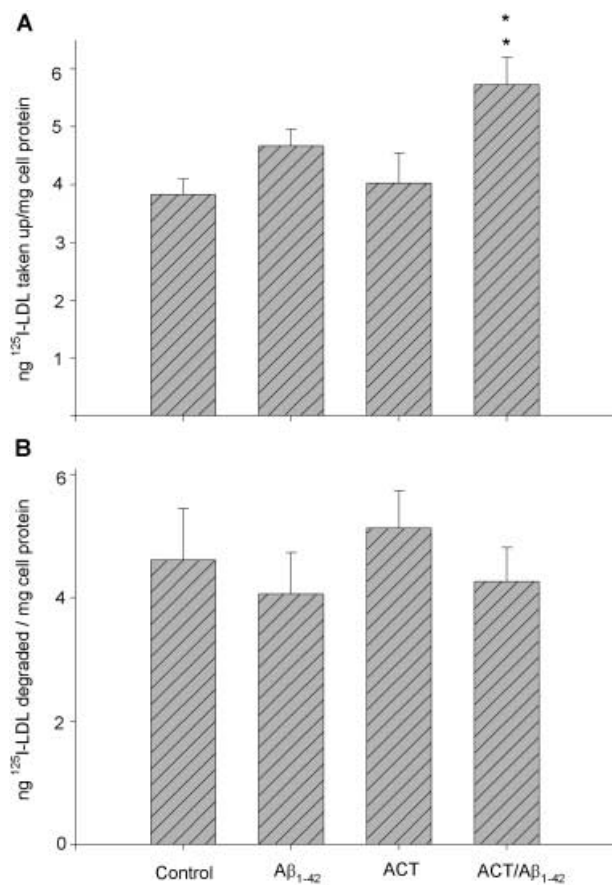 A
*
*
6
5
4
3
2
1
ng ¹²⁵I-LDL taken up/mg cell protein
B
6
4
2
0
ng ¹²⁵I-LDL degraded / mg cell protein
Control Aβ₁₋₄₂ ACT ACT/Aβ₁₋₄₂